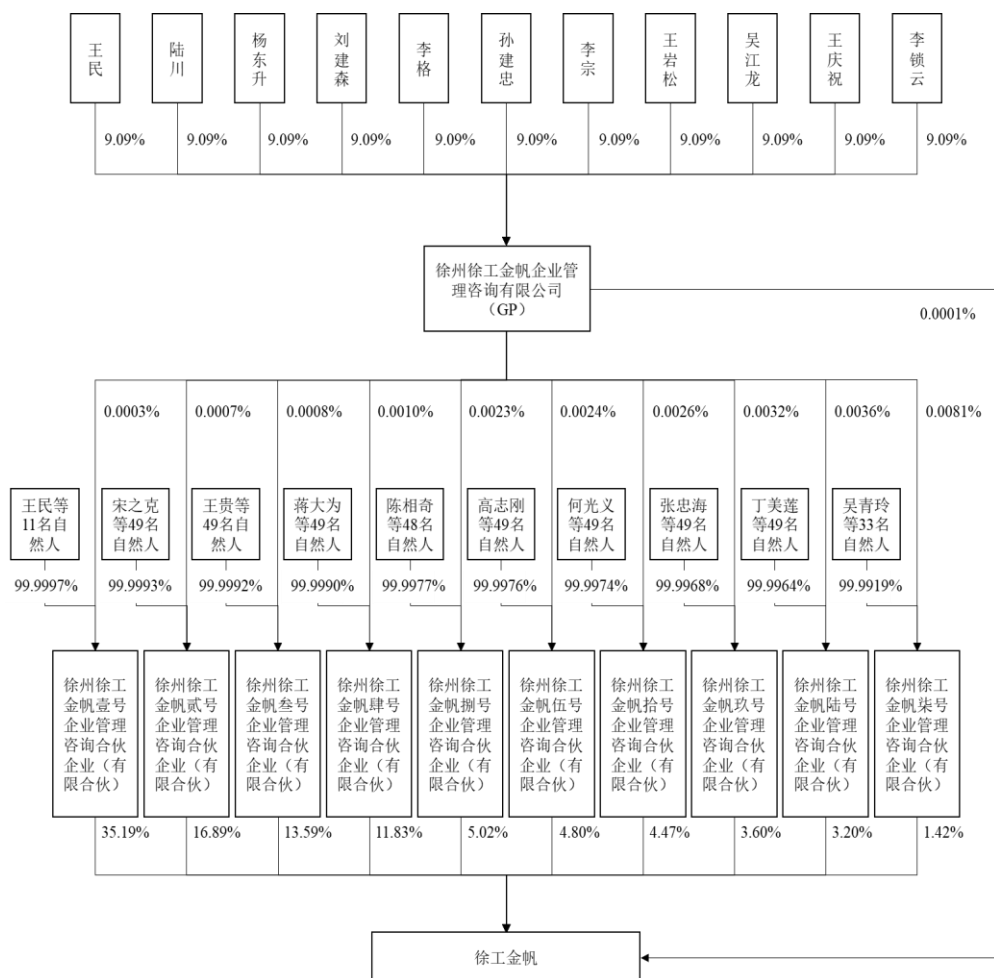 王民
陆川
杨东升
刘建森
李格
孙建忠
李宗
王岩松
吴江龙
王庆祝
李锁云
9.09%
9.09%
9.09%
9.09%
9.09%
9.09%
9.09%
9.09%
9.09%
9.09%
9.09%
徐州徐工金帆企业管
理咨询有限公司
（GP）
0.0001%
0.0003%
0.0007%
0.0008%
0.0010%
0.0023%
0.0024%
0.0026%
0.0032%
0.0036%
0.0081%
王民等
11名自
然人
宋之克
等49名
自然人
王贵等
49名自
然人
蒋大为
等49名
自然人
陈相奇
等48名
自然人
高志刚
等49名
自然人
何光义
等49名
自然人
张忠海
等49名
自然人
丁美莲
等49名
自然人
吴青玲
等33名
自然人
99.9997%
99.9993%
99.9992%
99.9990%
99.9977%
99.9976%
99.9974%
99.9968%
99.9964%
99.9919%
徐州徐工
金帆壹号
企业管理
咨询合伙
企业（有
限合伙）
徐州徐工
金帆贰号
企业管理
咨询合伙
企业（有
限合伙）
徐州徐工
金帆叁号
企业管理
咨询合伙
企业（有
限合伙）
徐州徐工
金帆肆号
企业管理
咨询合伙
企业（有
限合伙）
徐州徐工
金帆捌号
企业管理
咨询合伙
企业（有
限合伙）
徐州徐工
金帆伍号
企业管理
咨询合伙
企业（有
限合伙）
徐州徐工
金帆拾号
企业管理
咨询合伙
企业（有
限合伙）
徐州徐工
金帆玖号
企业管理
咨询合伙
企业（有
限合伙）
徐州徐工
金帆陆号
企业管理
咨询合伙
企业（有
限合伙）
徐州徐工
金帆柒号
企业管理
咨询合伙
企业（有
限合伙）
35.19%
16.89%
13.59%
11.83%
5.02%
4.80%
4.47%
3.60%
3.20%
1.42%
徐工金帆